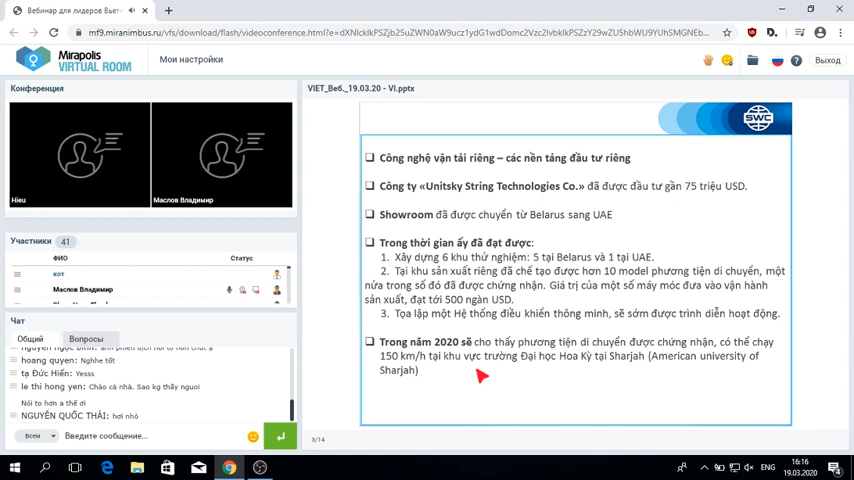 Вебинар для лидеров Вьетн
mf9.miranimbus.ru/vfs/download/flash/videoconference.html?e=
Mirapolis
VIRTUAL ROOM
Мои настройки
Выход
Конференция
Hieu
Маслов Владимир
Участники 41
ФИО Статус
кот
Маслов Владимир
Чат
Общий Вопросы
hoang quyen: Nghhe tốt
tạ Đức Hiển: Yesss
le thi hong yen: Chào cả nhà. Sao kg thấy nguoi
Nói to hơn a thế ơi
NGUYỄN QUỐC THÁI: hơi nhỏ
Всем Введите сообщение...
VIET_Веб._19.03.20 - VI.pptx
SWC
Công nghệ vận tải riêng – các nền tảng đầu tư riêng
Công ty «Unitsky String Technologies Co.» đã được đầu tư gần 75 triệu USD.
Showroom đã được chuyển từ Belarus sang UAE
Trong thời gian ấy đã đạt được:
1. Xây dựng 6 khu thử nghiệm: 5 tại Belarus và 1 tại UAE.
2. Tại khu sản xuất riêng đã chế tạo được hơn 10 model phương tiện di chuyển, một
nửa trong số đó đã được chứng nhận. Giá trị của một số máy móc đưa vào vận hành
sản xuất, đạt tới 500 ngàn USD.
3. Tọa lập một Hệ thống điều khiển thông minh, sẽ sớm được trình diễn hoạt động.
Trong năm 2020 sẽ cho thấy phương tiện di chuyển được chứng nhận, có thể chạy
150 km/h tại khu vực trường Đại học Hoa Kỳ tại Sharjah (American university of
Sharjah)
3/14
ENG
16:16
19.03.2020
4